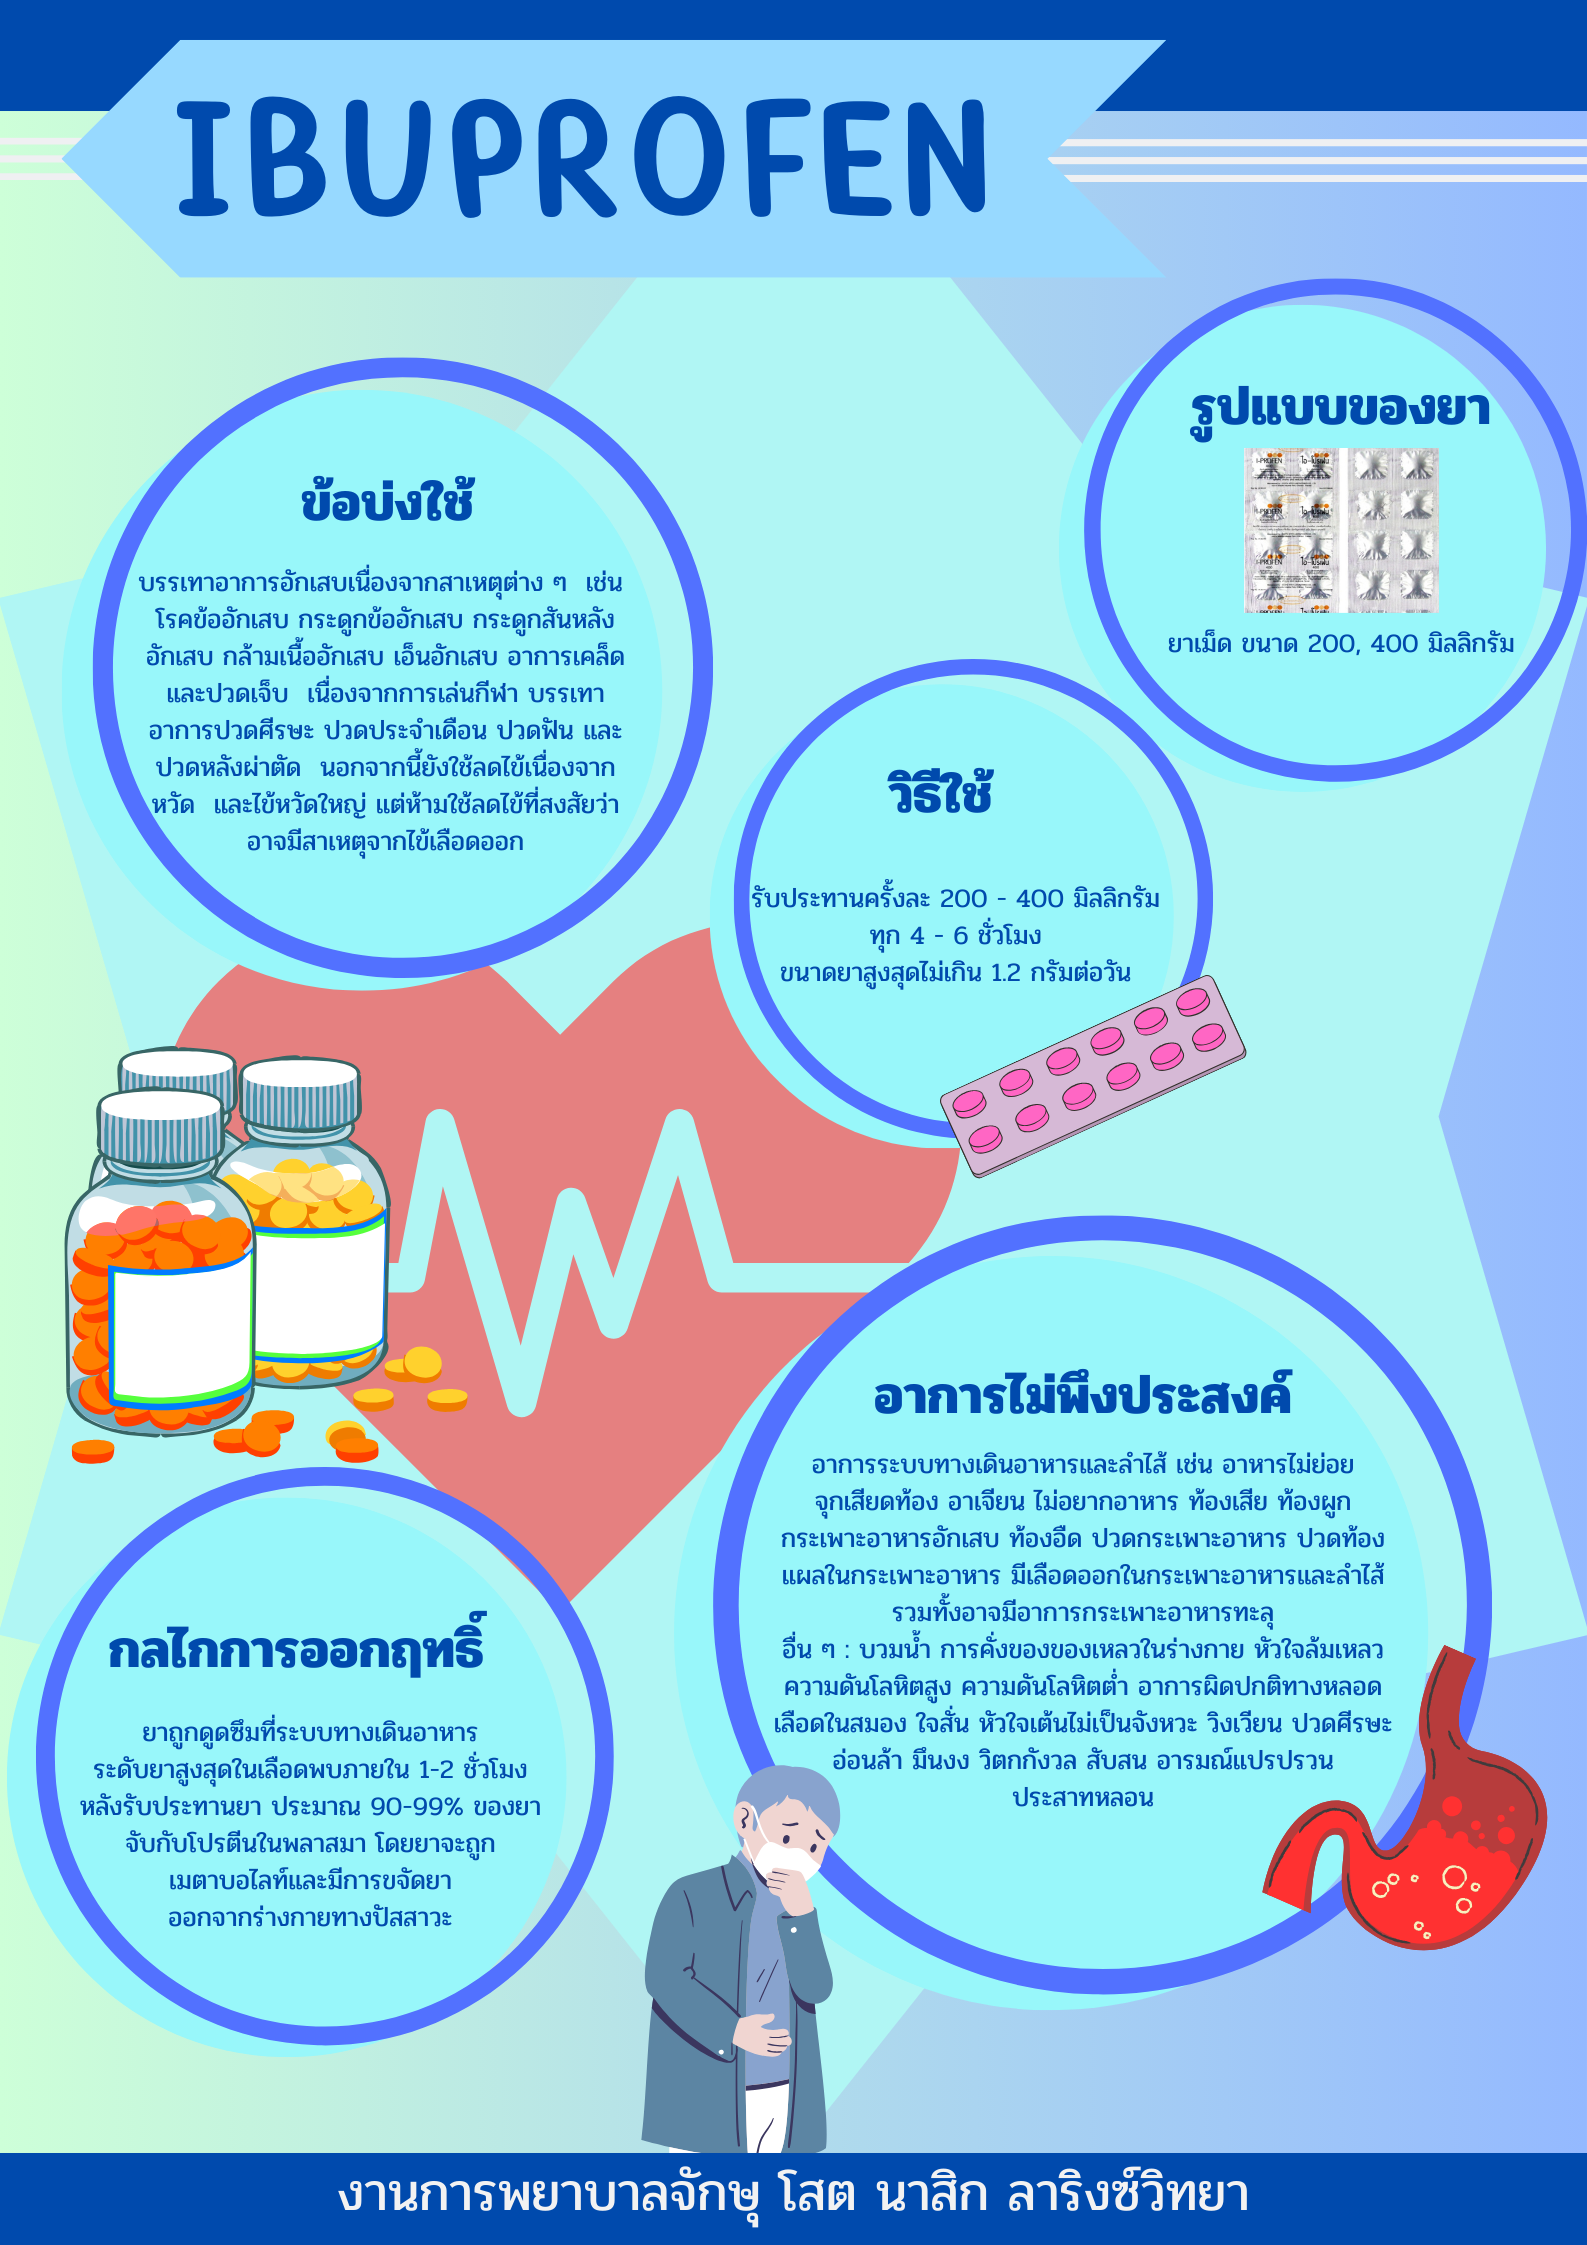 IBUPROFEN
รูปแบบของยา
ยาเม็ด ขนาด 200, 400 มิลลิกรัม
ข้อบ่งใช้
บรรเทาอาการอักเสบเนื่องจากสาเหตุต่าง ๆ เช่น
โรคข้ออักเสบ กระดูกข้ออักเสบ กระดูกสันหลัง
อักเสบ กล้ามเนื้ออักเสบ เอ็นอักเสบ อาการเคล็ด
และปวดเจ็บ เนื่องจากการเล่นกีฬา บรรเทา
อาการปวดศีรษะ ปวดประจำเดือน ปวดฟัน และ
ปวดหลังผ่าตัด นอกจากนี้ยังใช้ลดไข้เนื่องจาก
หวัด และไข้หวัดใหญ่ แต่ห้ามใช้ลดไข้ที่สงสัยว่า
อาจมีสาเหตุจากไข้เลือดออก
วิธีใช้
รับประทานครั้งละ 200 - 400 มิลลิกรัม
ทุก 4 - 6 ชั่วโมง
ขนาดยาสูงสุดไม่เกิน 1.2 กรัมต่อวัน
อาการไม่พึงประสงค์
อาการระบบทางเดินอาหารและลำไส้ เช่น อาหารไม่ย่อย
จุกเสียดท้อง อาเจียน ไม่อยากอาหาร ท้องเสีย ท้องผูก
กระเพาะอาหารอักเสบ ท้องอืด ปวดกระเพาะอาหาร ปวดท้อง
แผลในกระเพาะอาหาร มีเลือดออกในกระเพาะอาหารและลำไส้
รวมทั้งอาจมีอาการกระเพาะอาหารทะลุ
อื่น ๆ : บวมน้ำ การคั่งของของเหลวในร่างกาย หัวใจล้มเหลว
ความดันโลหิตสูง ความดันโลหิตต่ำ อาการผิดปกติทางหลอด
เลือดในสมอง ใจสั่น หัวใจเต้นไม่เป็นจังหวะ วิงเวียน ปวดศีรษะ
อ่อนล้า มึนงง วิตกกังวล สับสน อารมณ์แปรปรวน
ประสาทหลอน
กลไกการออกฤทธิ์
ยาถูกดูดซึมที่ระบบทางเดินอาหาร
ระดับยาสูงสุดในเลือดพบภายใน 1-2 ชั่วโมง
หลังรับประทานยา ประมาณ 90-99% ของยา
จับกับโปรตีนในพลาสมา โดยยาจะถูก
เมตาบอไลท์และมีการขจัดยา
ออกจากร่างกายทางปัสสาวะ
งานการพยาบาลจักษุ โสต นาสิก ลาริงซ์วิทยา